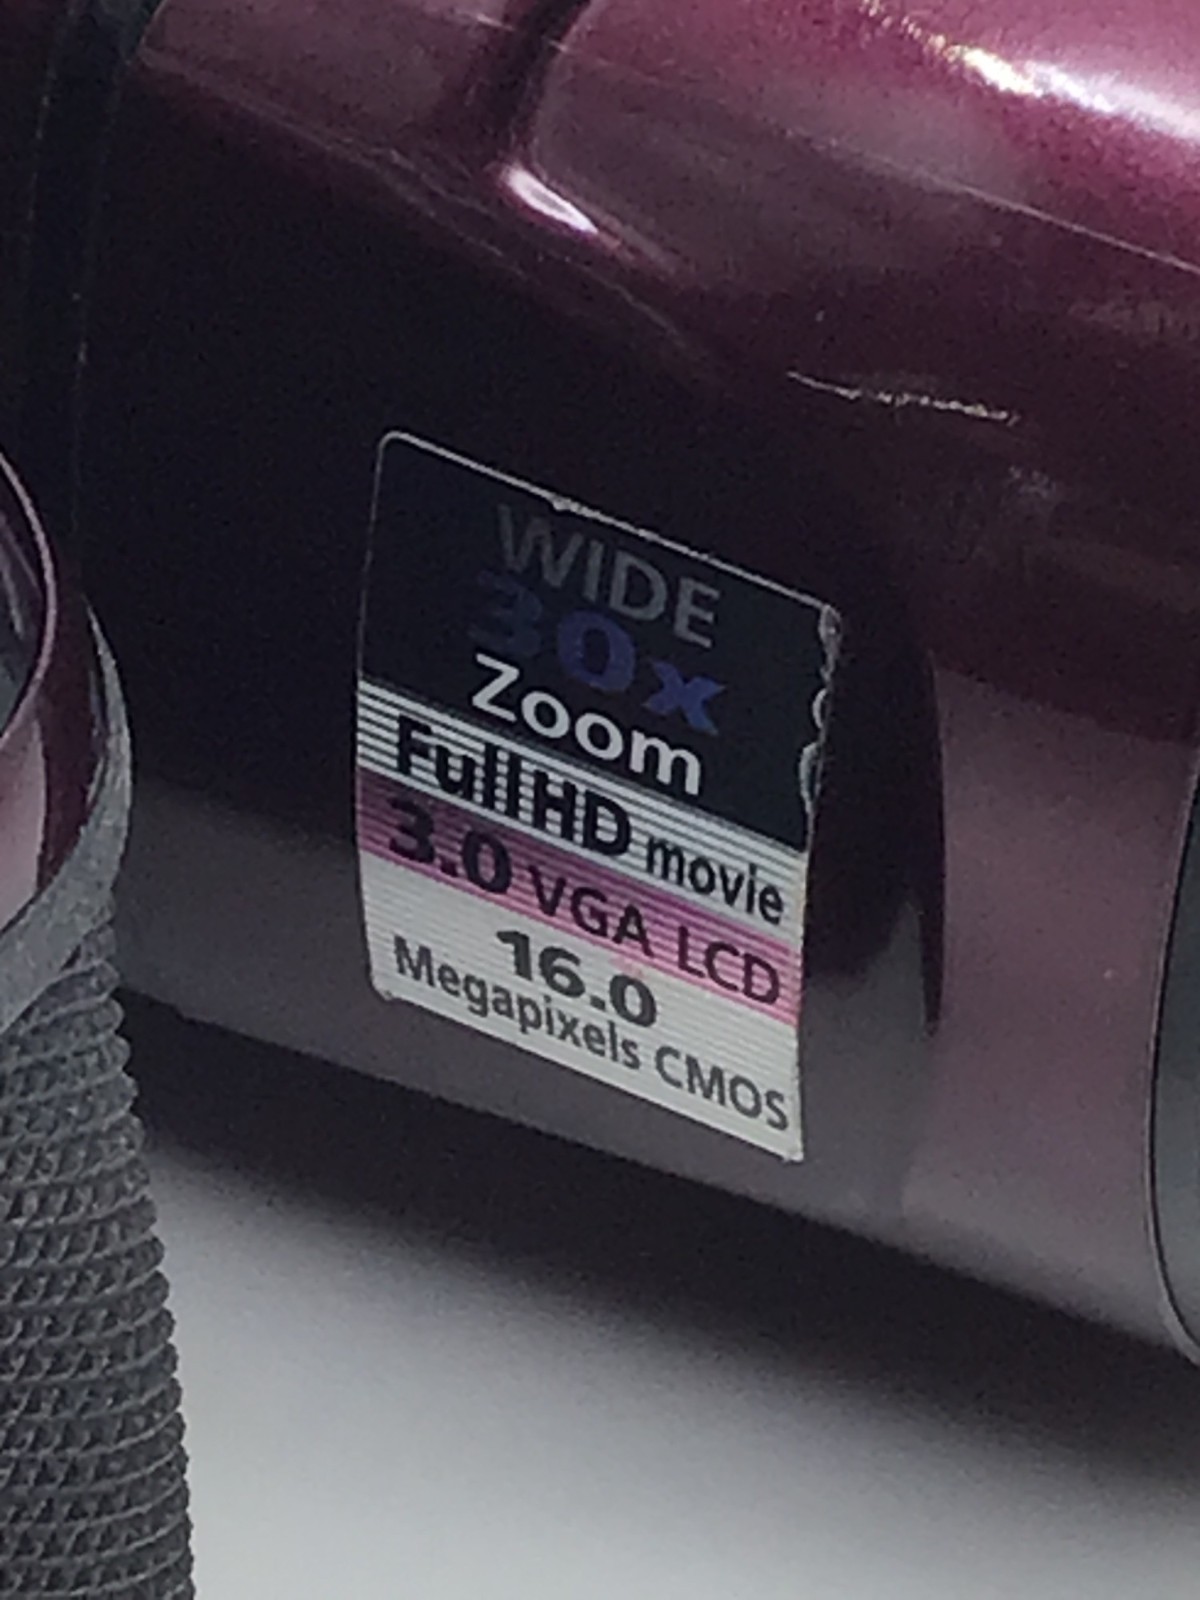 WIDE
30x
Zoom
FullHD movie
3.0 VGA LCD
16.0
Megapixels CMOS